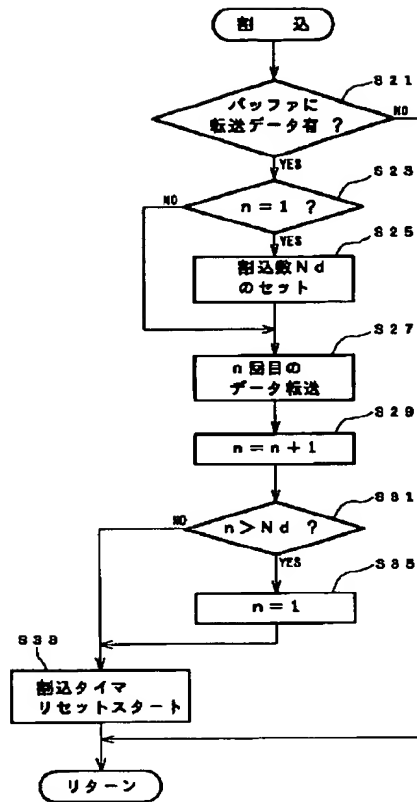 割 込
S21
バッファに
転送データ有 ?
NO
YES
S23
NO
n = 1 ?
YES
S25
割込数Nd
のセット
S27
n回目の
データ転送
S29
n = n + 1
S31
NO
n > Nd ?
YES
S35
n = 1
S33
割込タイマ
リセットスタート
リターン